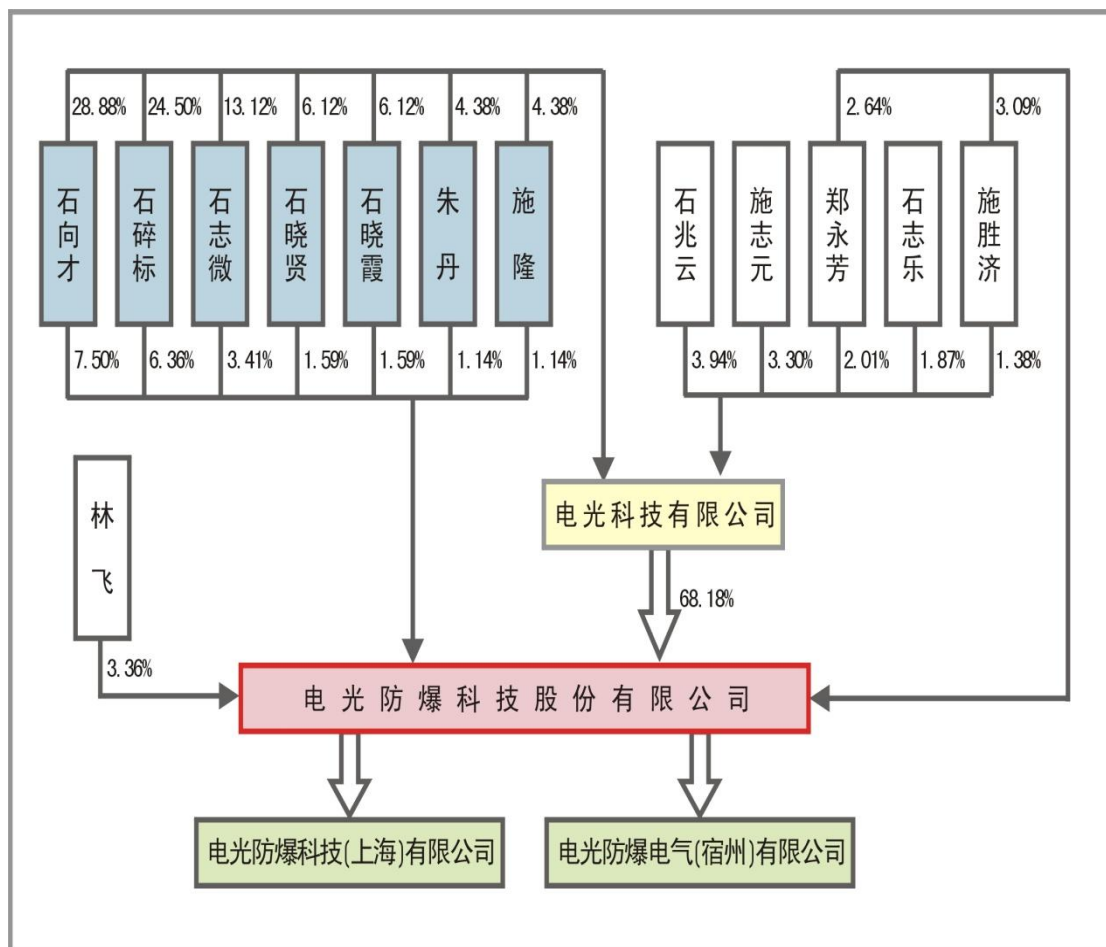 28.88% 24.50% 13.12% 6.12% 6.12% 4.38% 4.38% 2.64% 3.09%
石向才
石碎标
石志微
石晓贤
石晓霞
朱丹
施隆
石兆云
施志元
郑永芳
石志乐
施胜济
7.50% 6.36% 3.41% 1.59% 1.59% 1.14% 1.14% 3.94% 3.30% 2.01% 1.87% 1.38%
林飞
电光科技有限公司
68.18%
3.36%
电光防爆科技股份有限公司
电光防爆科技(上海)有限公司
电光防爆电气(宿州)有限公司